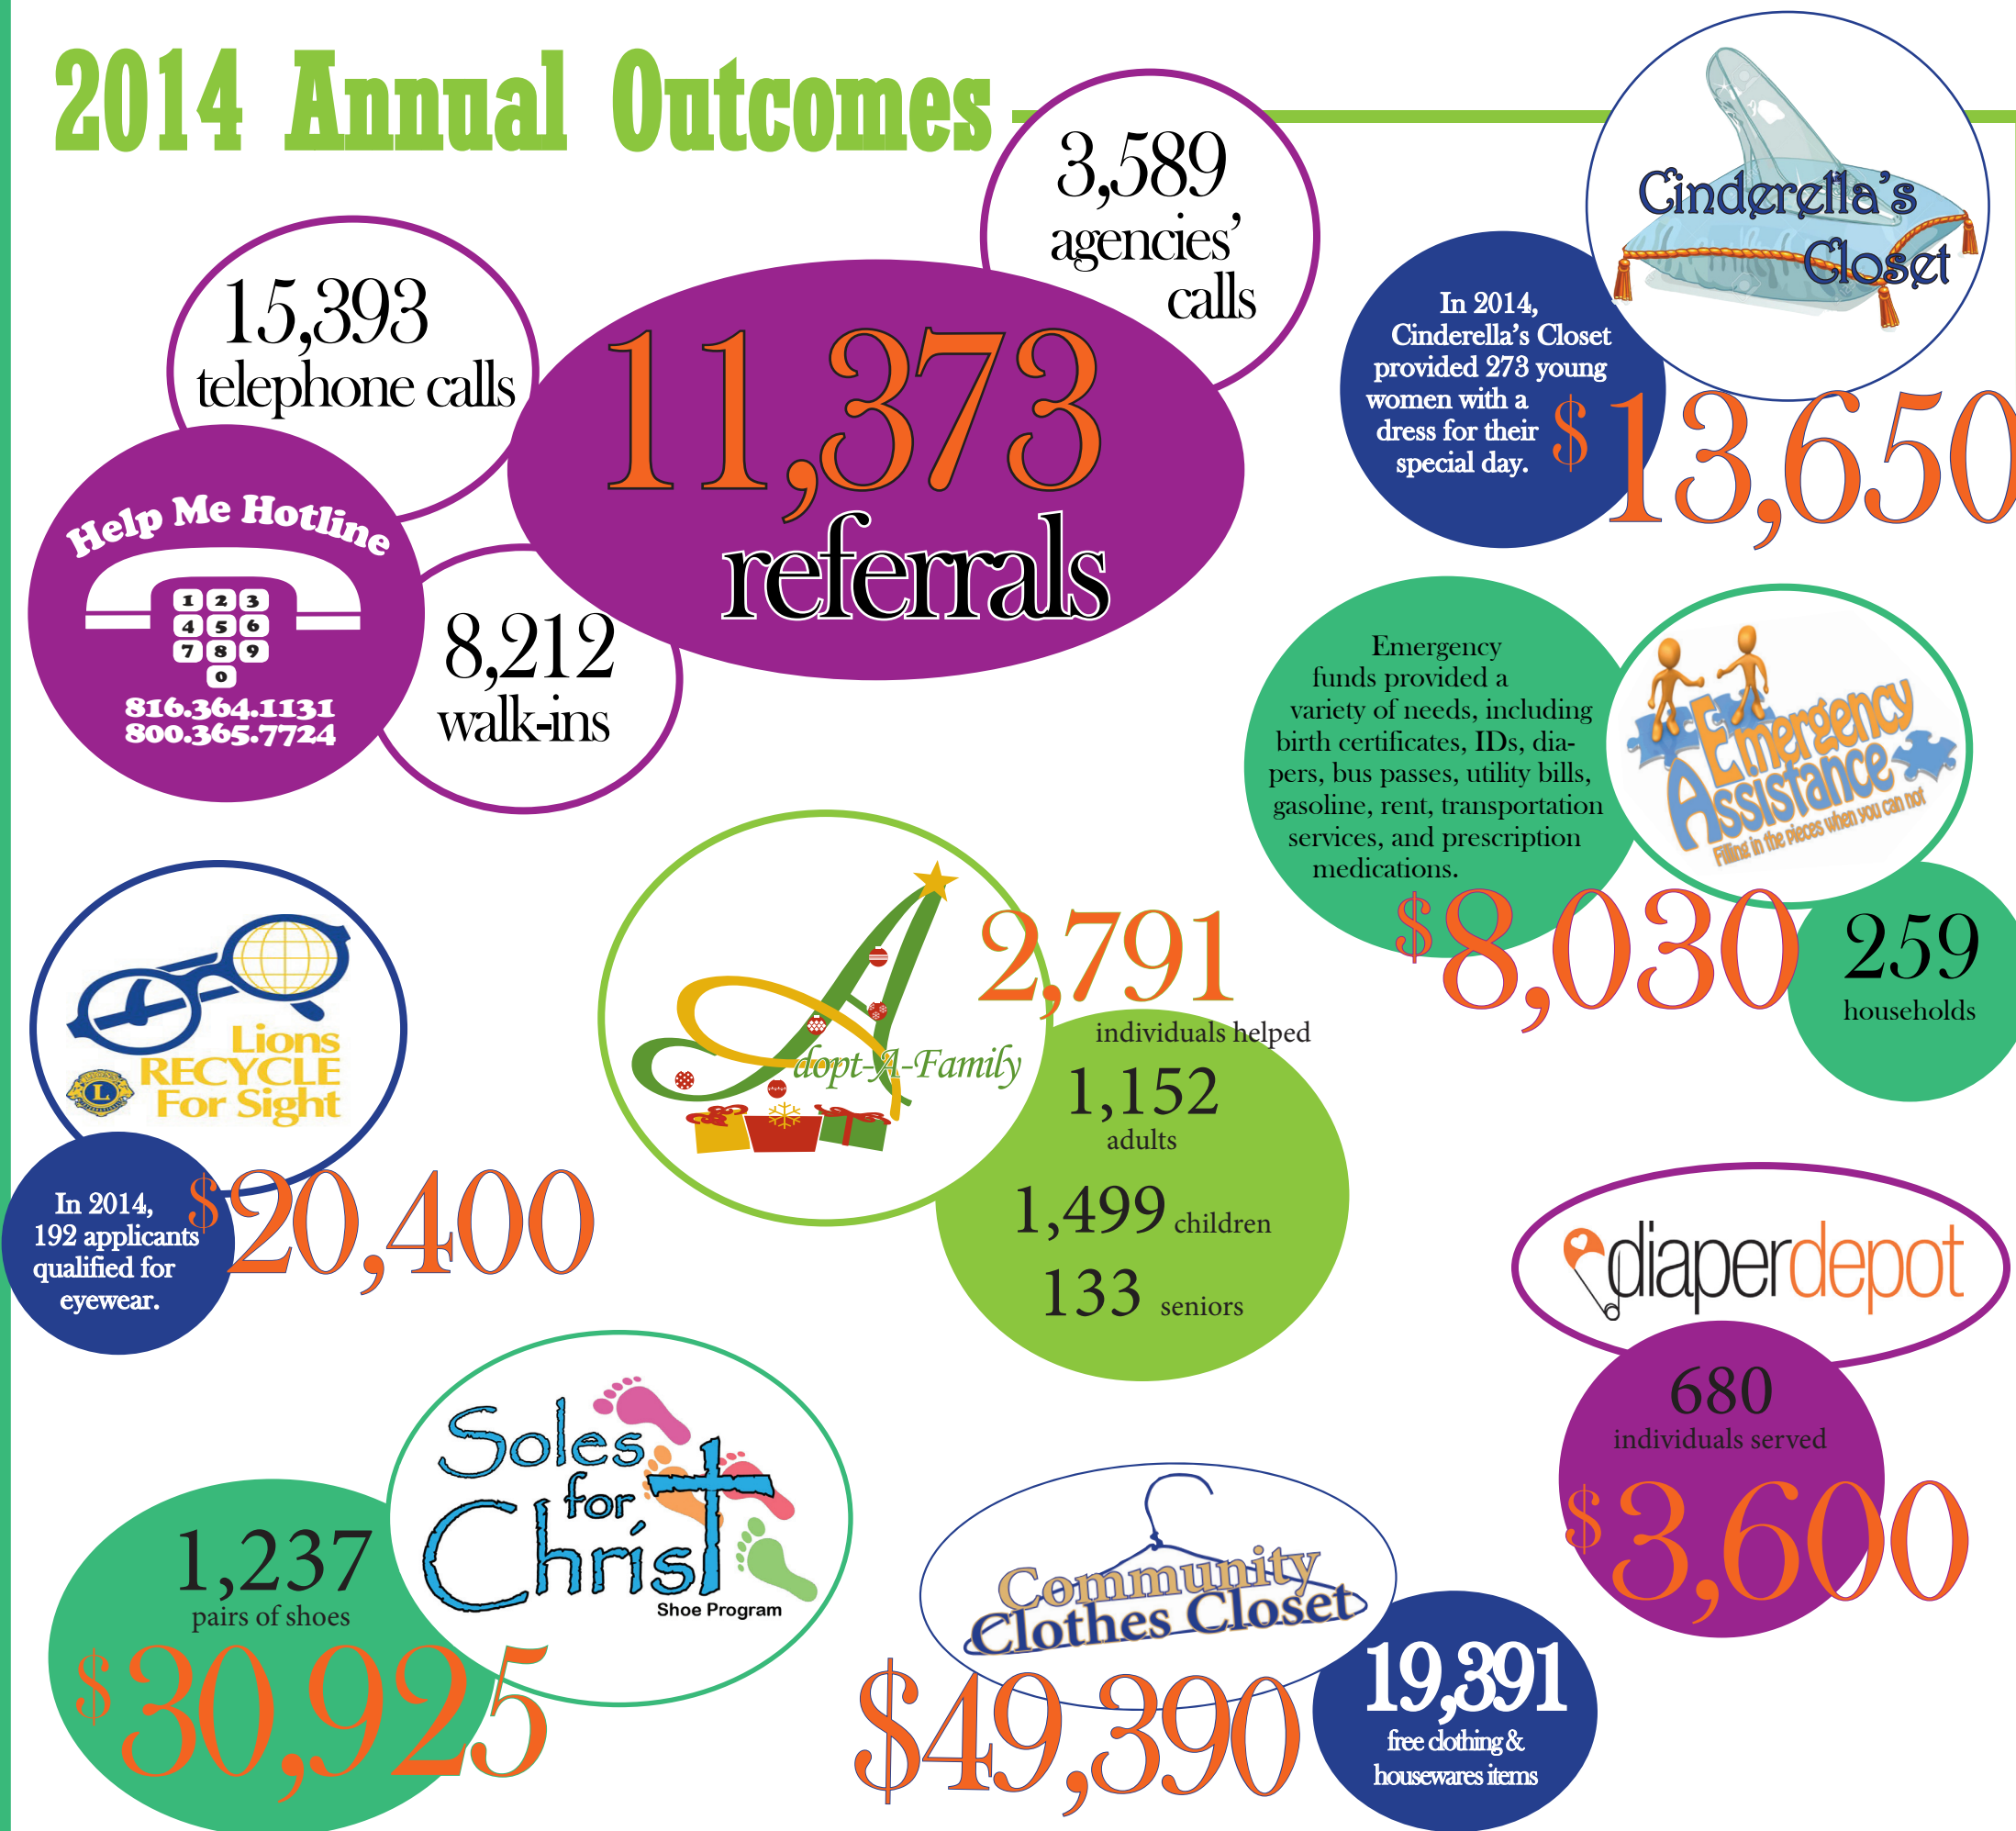 2014 Annual Outcomes
3,589
agencies’
calls
15,393
telephone calls
11,373
referrals
Help Me Hotline
1 2 3
4 5 6
7 8 9
0
816.364.1131
800.365.7724
8,212
walk-ins
Cinderella’s
Closet
In 2014,
Cinderella’s Closet
provided 273 young
women with a
dress for their
special day.
$13,650
Emergency
funds provided a
variety of needs, including
birth certificates, IDs, dia-
pers, bus passes, utility bills,
gasoline, rent, transportation
services, and prescription
medications.
Emergency
Assistance
Filling in the pieces when you can not
$8,030
259
households
Lions
RECYCLE
For Sight
L
In 2014,
192 applicants
qualified for
eyewear.
$20,400
Adopt-A-Family
2,791
individuals helped
1,152
adults
1,499 children
133 seniors
diaperdepot
680
individuals served
$3,600
Soles
for
Christ
Shoe Program
1,237
pairs of shoes
$30,925
Community
Clothes Closet
$49,390
19,391
free clothing &
housewares items